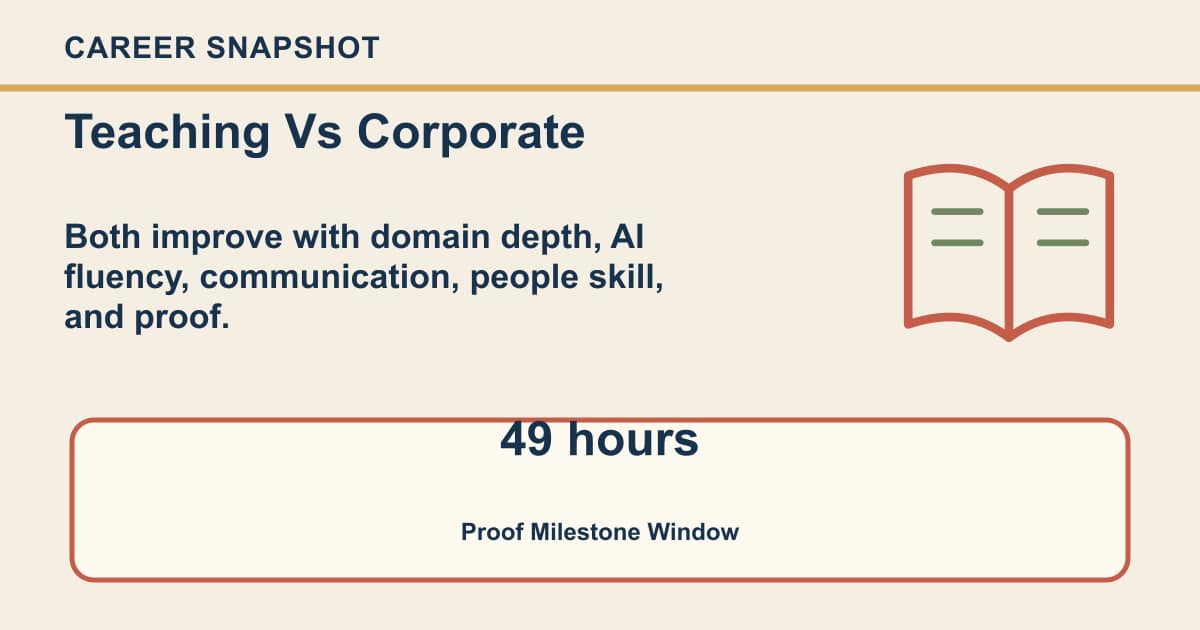 CAREER SNAPSHOT
Teaching Vs Corporate
Both improve with domain depth, AI
fluency, communication, people skill,
and proof.
49 hours
Proof Milestone Window